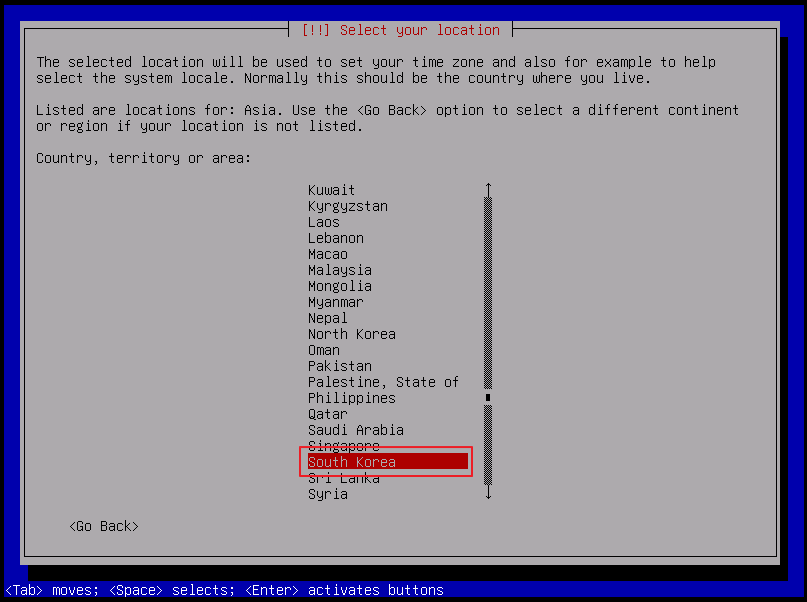 [!!] Select your location
The selected location will be used to set your time zone and also for example to help
select the system locale. Normally this should be the country where you live.
Listed are locations for: Asia. Use the <Go Back> option to select a different continent
or region if your location is not listed.
Country, territory or area:
Kuwait
Kyrgyzstan
Laos
Lebanon
Macao
Malaysia
Mongolia
Myanmar
Nepal
North Korea
Oman
Pakistan
Palestine, State of
Philippines
Qatar
Saudi Arabia
Singapore
South Korea
Sri Lanka
Syria
<Go Back>
<Tab> moves; <Space> selects; <Enter> activates buttons